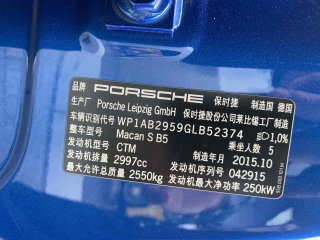 品牌 PORSCHE 保时捷 制造国 德国
生产厂 Porsche Leipzig GmbH 保时捷股份公司莱比锡工厂制造
车辆识别代号 WP1AB2959GLB52374 1,0%
整车型号 Macan S B5 乘坐人数 5
发动机型号 CTM 制造年月 2015.10
发动机排量 2997cc 发动机序列号 042915
最大允许总质量 2550kg 发动机最大净功率 250kW